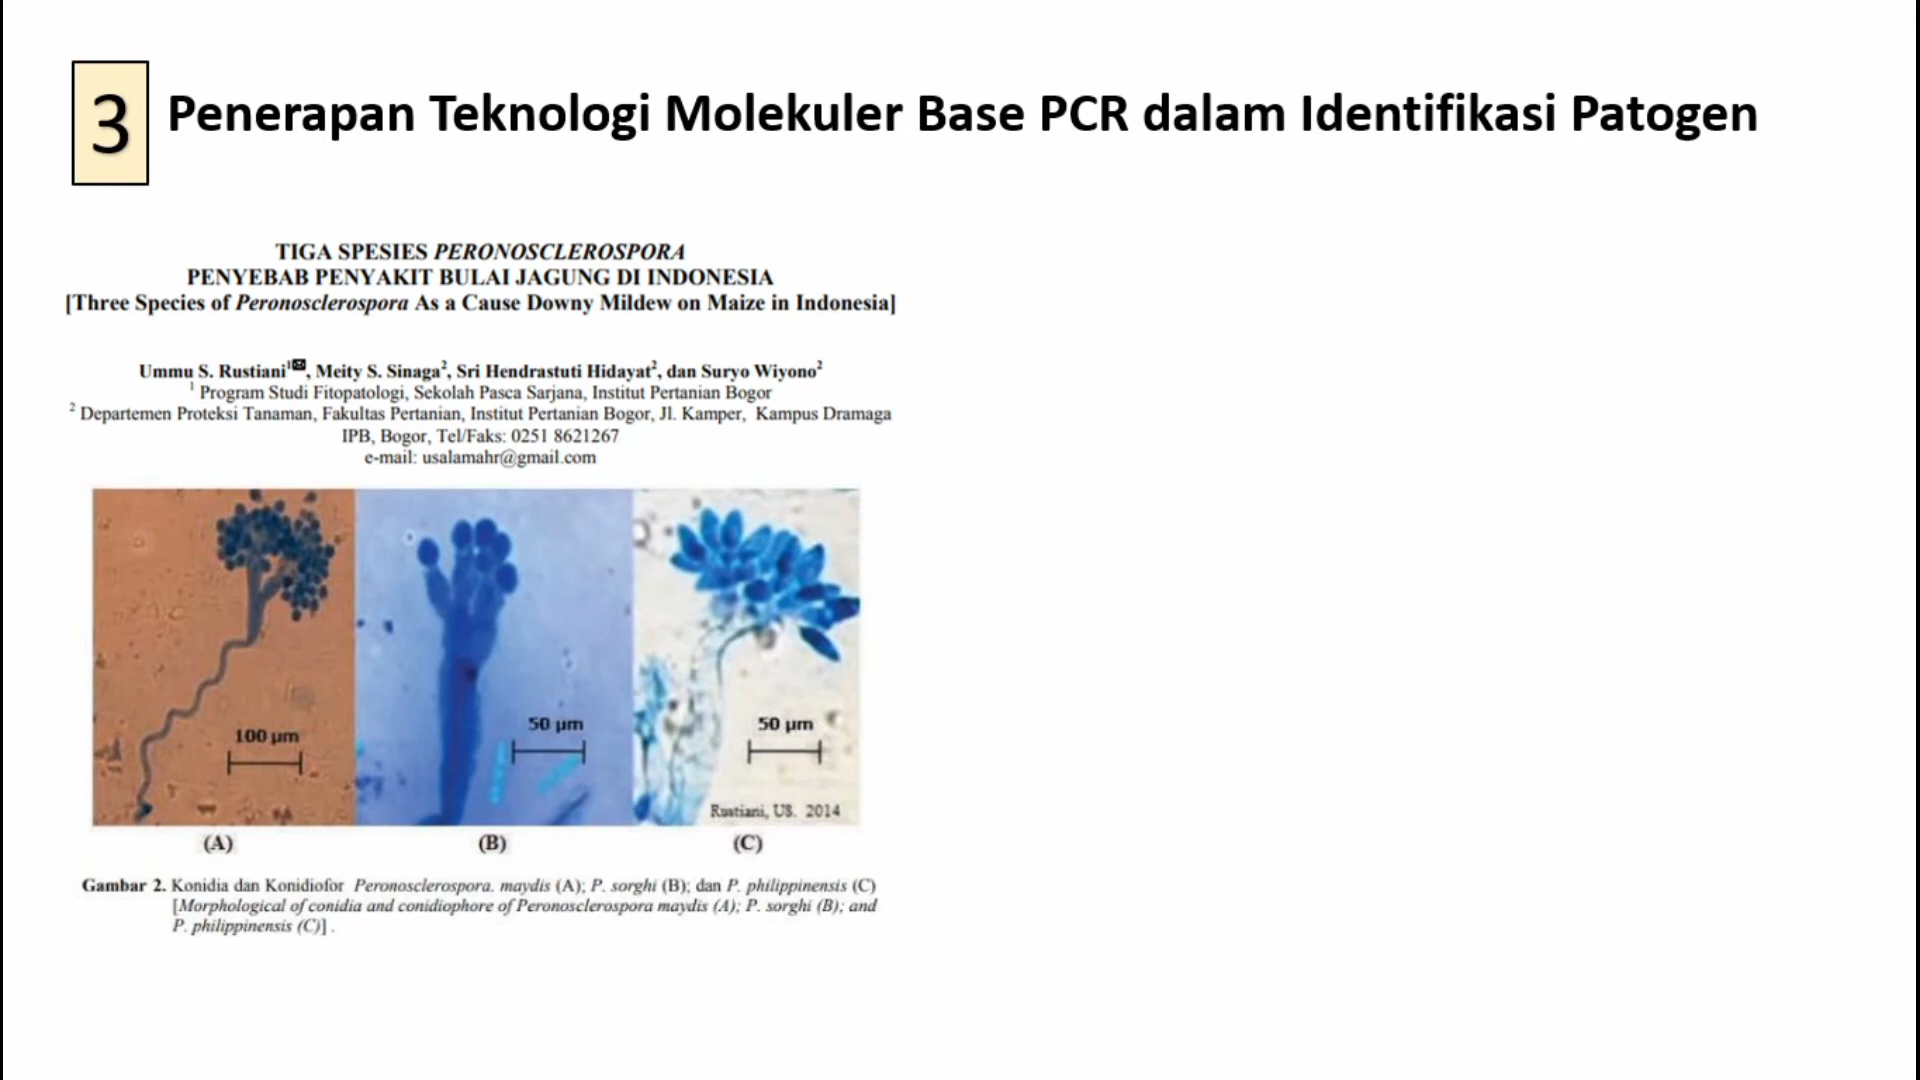 3
Penerapan Teknologi Molekuler Base PCR dalam Identifikasi Patogen
TIGA SPESIES PERONOSCLEROSPORA
PENYEBAB PENYAKIT BULAI JAGUNG DI INDONESIA
[Three Species of Peronosclerospora As a Cause Downy Mildew on Maize in Indonesia]
Ummu S. Rustiani¹✉, Meity S. Sinaga², Sri Hendrastuti Hidayat², dan Suryo Wiyono²
¹ Program Studi Fitopatologi, Sekolah Pasca Sarjana, Institut Pertanian Bogor
² Departemen Proteksi Tanaman, Fakultas Pertanian, Institut Pertanian Bogor, Jl. Kamper, Kampus Dramaga
IPB, Bogor, Tel/Faks: 0251 8621267
e-mail: usalamahr@gmail.com
100 µm
50 µm
50 µm
Rustiani, US. 2014
(A)
(B)
(C)
Gambar 2. Konidia dan Konidiofor Peronosclerospora. maydis (A); P. sorghi (B); dan P. philippinensis (C)
[Morphological of conidia and conidiophore of Peronosclerospora maydis (A); P. sorghi (B); and
P. philippinensis (C)] .